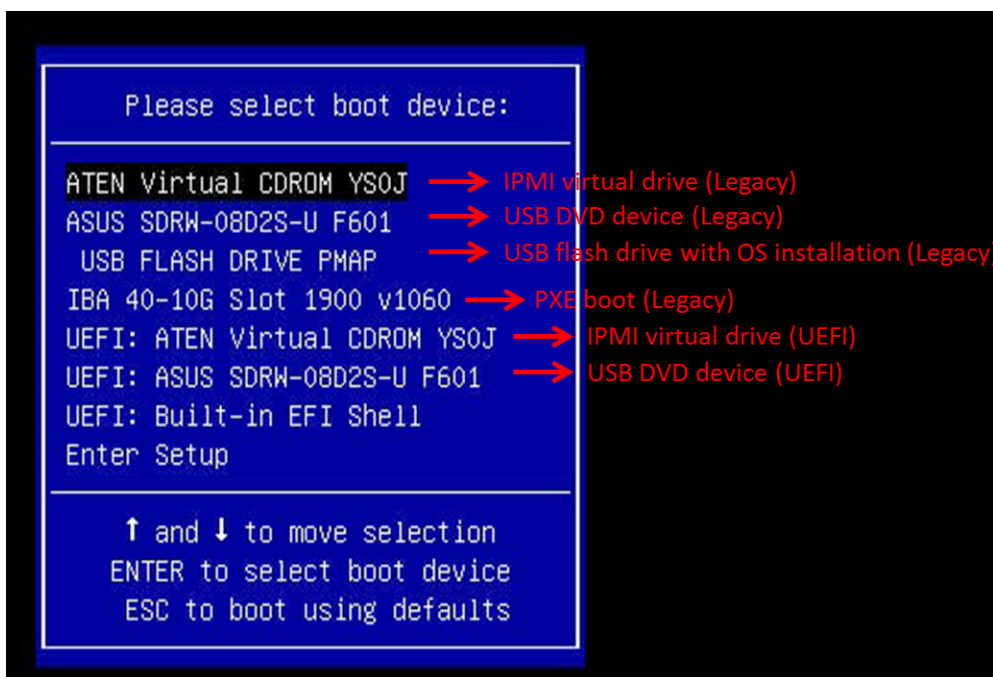 Please select boot device:
ATEN Virtual CDROM YS0J → IPMI virtual drive (Legacy)
ASUS SDRW-08D2S-U F601 → USB DVD device (Legacy)
USB FLASH DRIVE PMAP → USB flash drive with OS installation (Legacy)
IBA 40-10G Slot 1900 v1060 → PXE boot (Legacy)
UEFI: ATEN Virtual CDROM YS0J → IPMI virtual drive (UEFI)
UEFI: ASUS SDRW-08D2S-U F601 → USB DVD device (UEFI)
UEFI: Built-in EFI Shell
Enter Setup
↑ and ↓ to move selection
ENTER to select boot device
ESC to boot using defaults